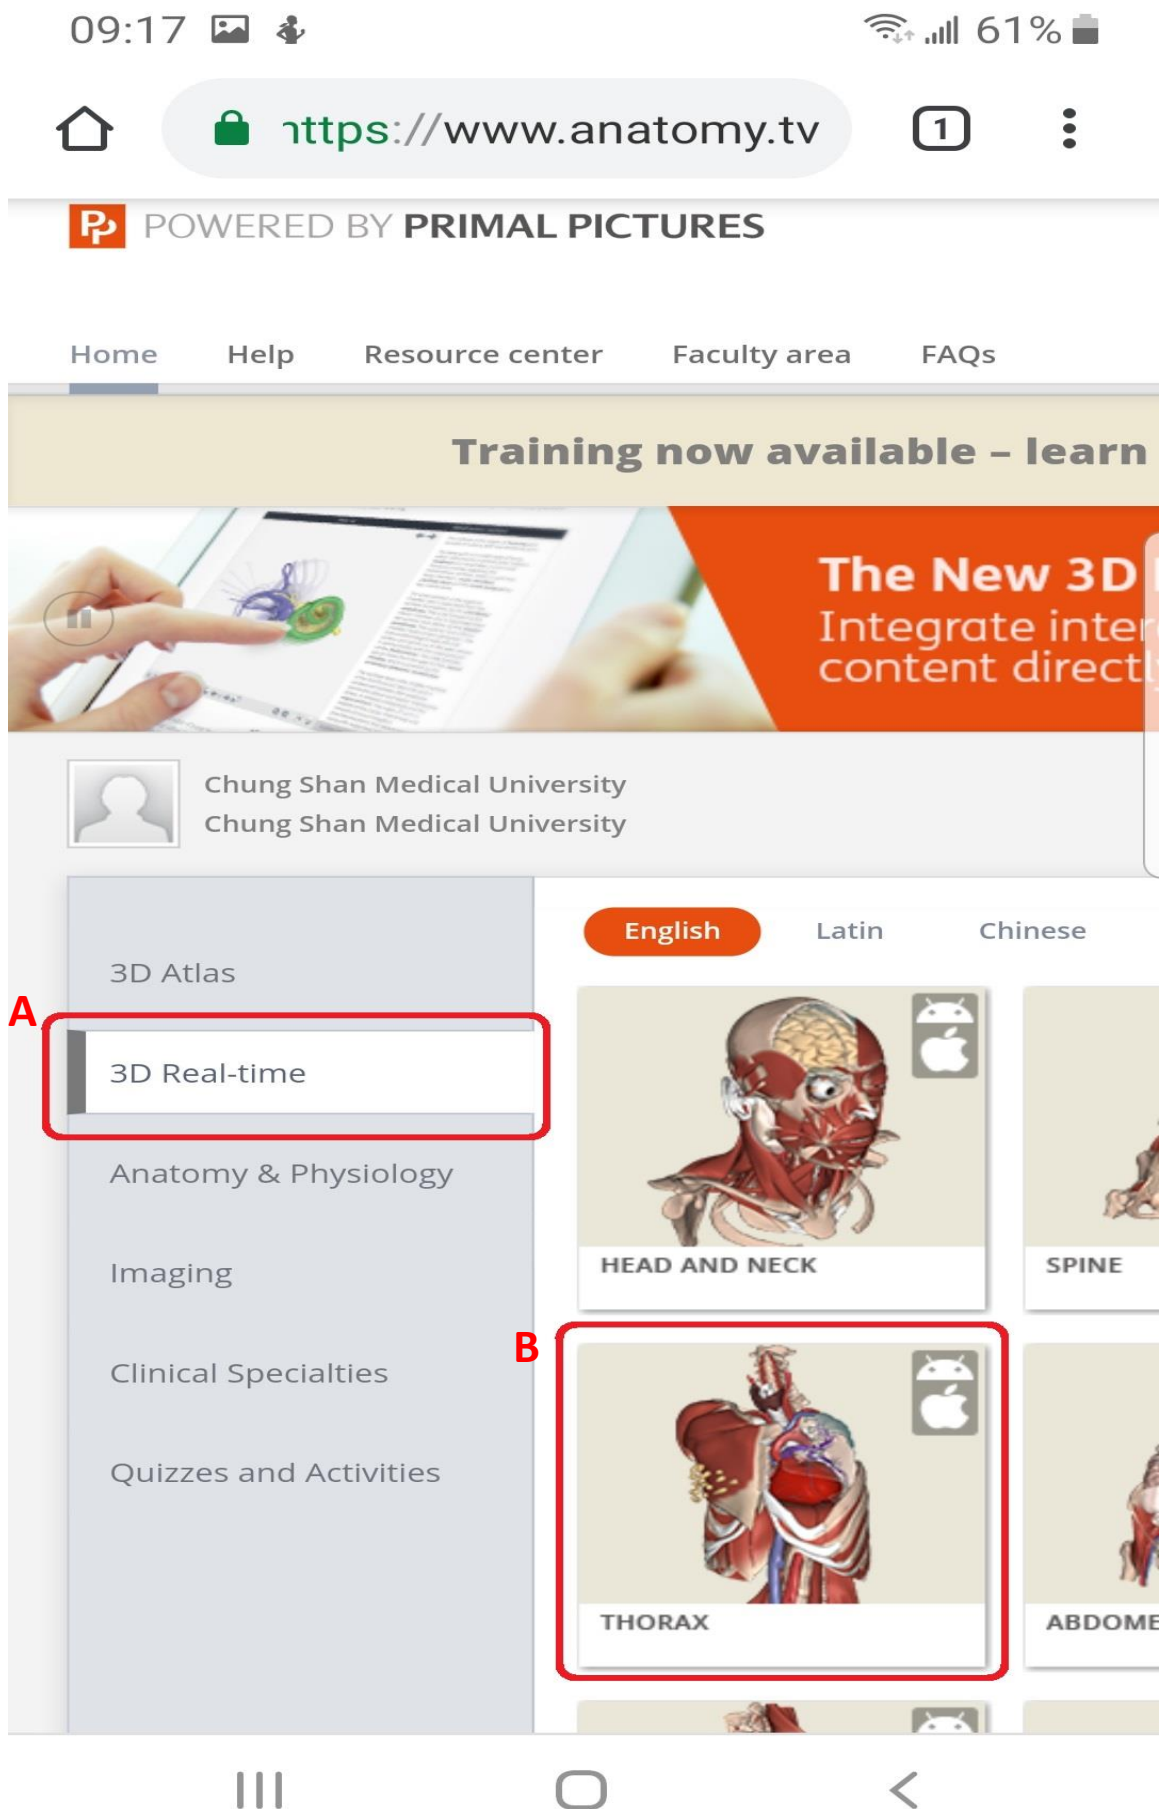 09:17
61%
https://www.anatomy.tv
1
Pp POWERED BY PRIMAL PICTURES
Home Help Resource center Faculty area FAQs
Training now available – learn
The New 3D
Integrate inter
content directl
Chung Shan Medical University
Chung Shan Medical University
English Latin Chinese
3D Atlas
A
3D Real-time
Anatomy & Physiology
Imaging
Clinical Specialties
Quizzes and Activities
HEAD AND NECK
SPINE
B
THORAX
ABDOME